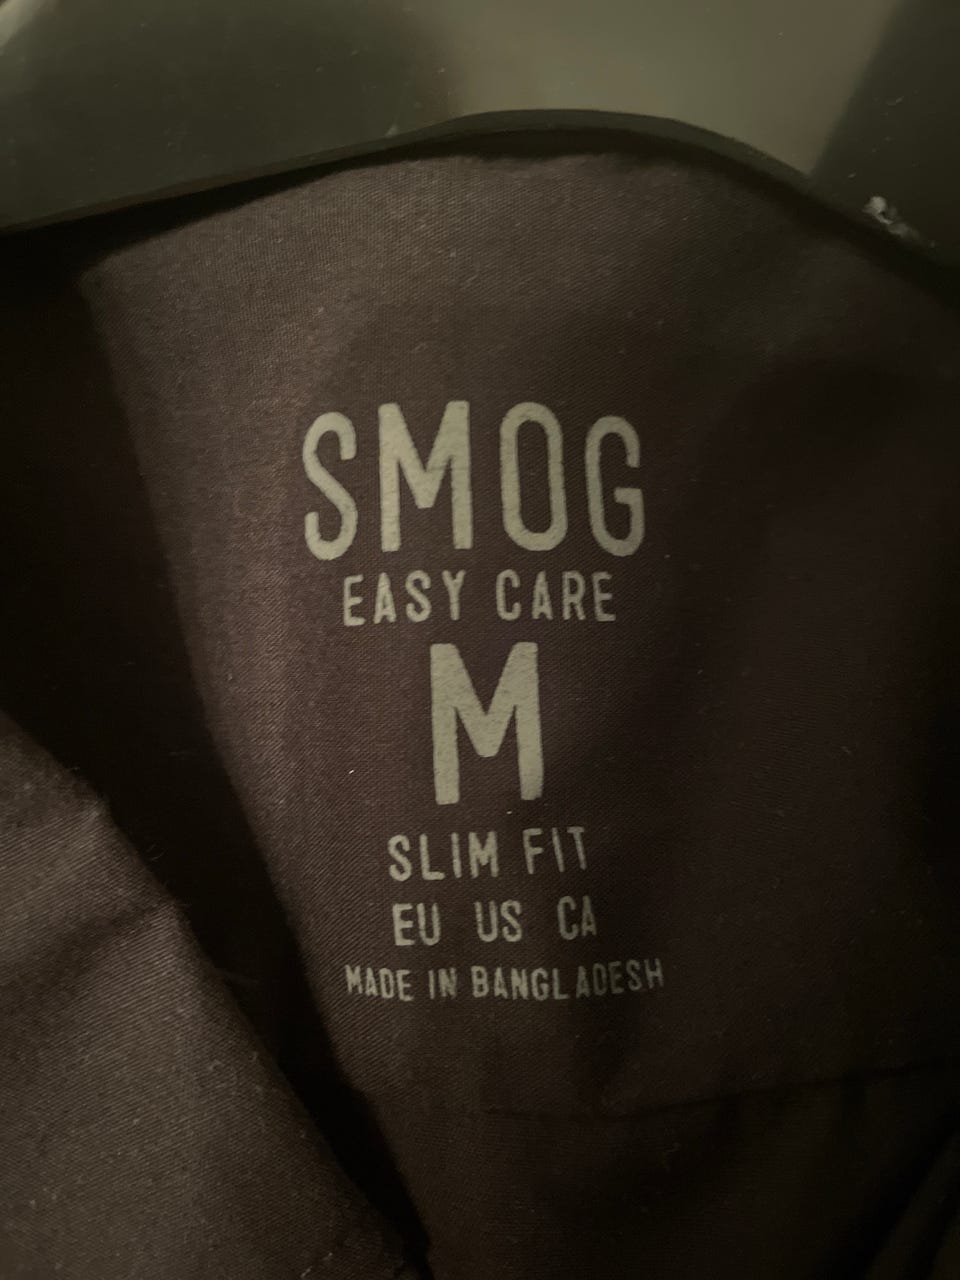 SMOG
EASY CARE
M
SLIM FIT
EU US CA
MADE IN BANGLADESH